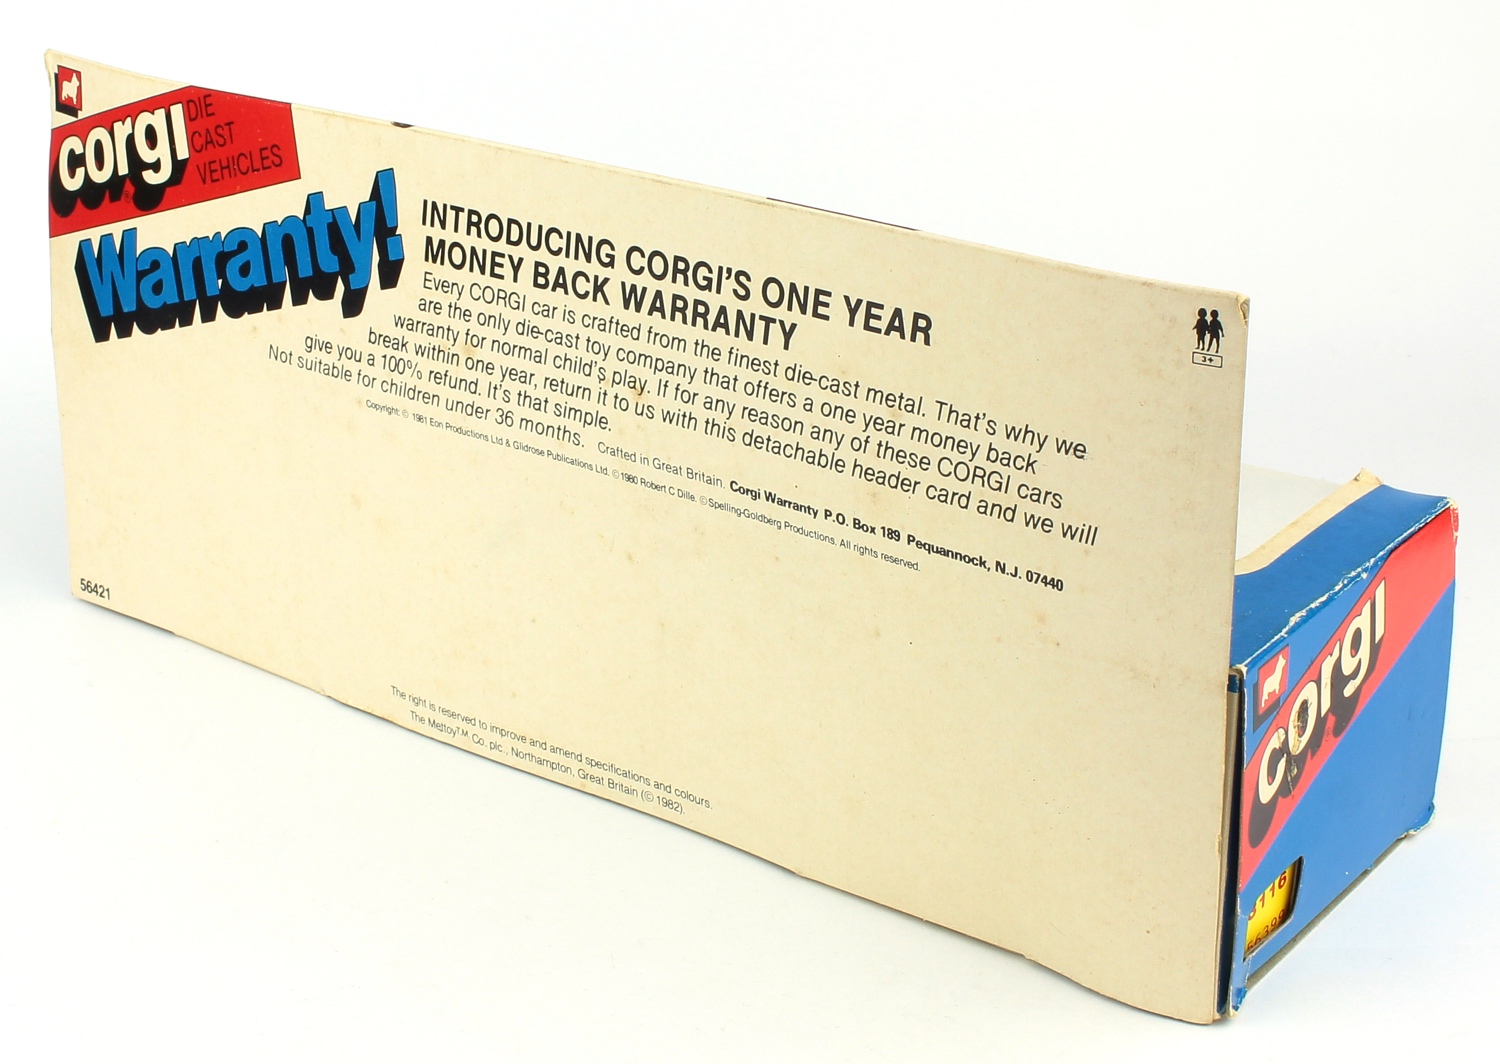 corgi
DIE
CAST
VEHICLES
Warranty!
INTRODUCING CORGI'S ONE YEAR
MONEY BACK WARRANTY
Every CORGI car is crafted from the finest die-cast metal. That's why we
are the only die-cast toy company that offers a one year money back
warranty for normal child's play. If for any reason any of these CORGI cars
break within one year, return it to us with this detachable header card and we will
give you a 100% refund. It's that simple.
Not suitable for children under 36 months. Crafted in Great Britain. Corgi Warranty P.O. Box 189 Pequannock, N.J. 07440
Copyright: © 1981 Eon Productions Ltd & Glidrose Publications Ltd. © 1980 Robert C Dille. © Spelling-Goldberg Productions. All rights reserved.
3+
56421
The right is reserved to improve and amend specifications and colours.
The Mettoy T.M. Co. plc., Northampton, Great Britain (© 1982).
corgi